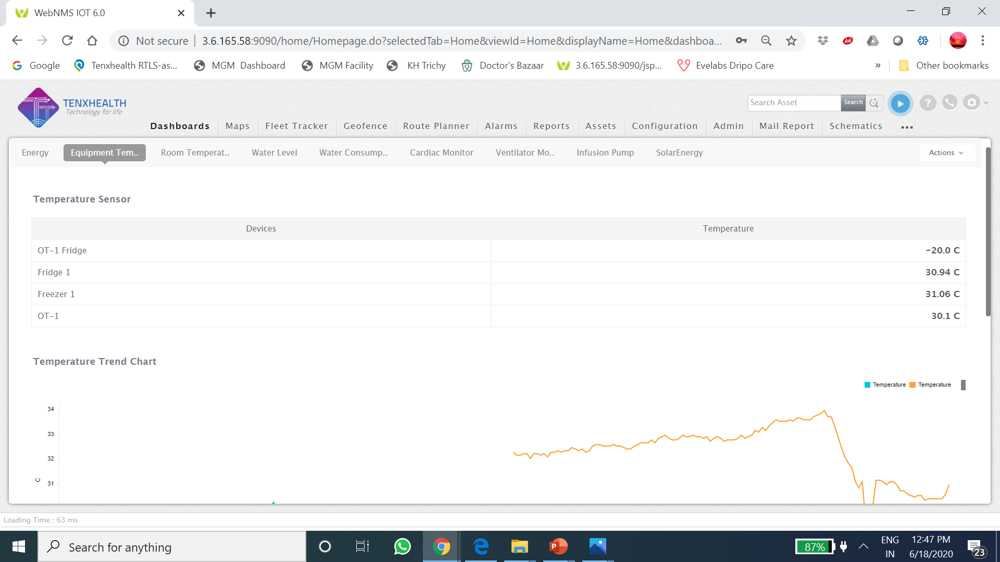 WebNMS IOT 6.0
Not secure 3.6.165.58:9090/home/Homepage.do?selectedTab=Home&viewId=Home&displayName=Home&dashboa...
Google Tenxhealth RTLS-as... MGM Dashboard MGM Facility KH Trichy Doctor's Bazaar 3.6.165.58:9090/jsp... Evelabs Dripo Care » Other bookmarks
TENXHEALTH
Technology for life
Search Asset Search
Dashboards Maps Fleet Tracker Geofence Route Planner Alarms Reports Assets Configuration Admin Mail Report Schematics ...
Energy Equipment Tem.. Room Temperat.. Water Level Water Consump.. Cardiac Monitor Ventilator Mo.. Infusion Pump SolarEnergy Actions
Temperature Sensor
Devices Temperature
OT-1 Fridge -20.0 C
Fridge 1 30.94 C
Freezer 1 31.06 C
OT-1 30.1 C
Temperature Trend Chart
Temperature Temperature
34
33
32
31
C
Loading Time : 63 ms
Search for anything
87%
ENG
IN
12:47 PM
6/18/2020
23